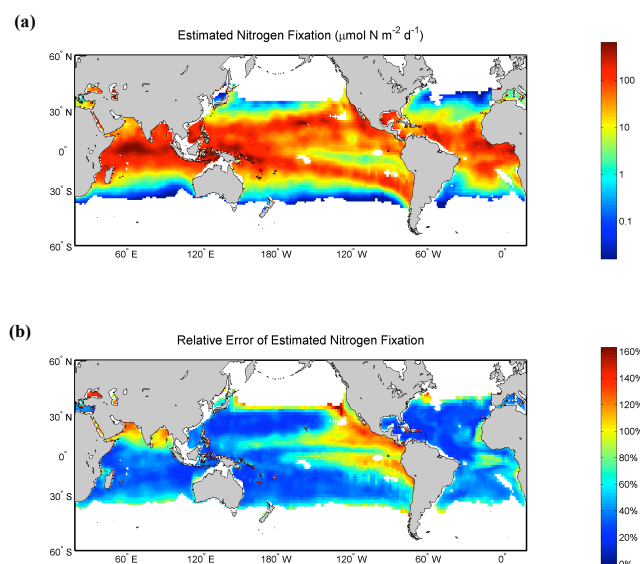 (a)
Estimated Nitrogen Fixation (μmol N m⁻² d⁻¹)
60° N
30° N
0°
30° S
60° S
60° E
120° E
180° W
120° W
60° W
0°
100
10
1
0.1
(b)
Relative Error of Estimated Nitrogen Fixation
60° N
30° N
0°
30° S
60° S
60° E
120° E
180° W
120° W
60° W
0°
160%
140%
120%
100%
80%
60%
40%
20%
0%